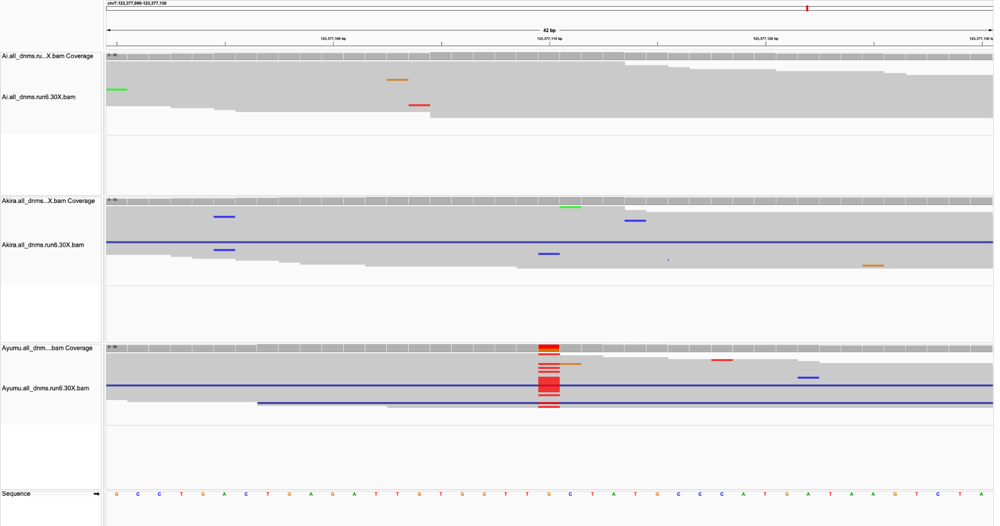 chr7:123,377,090-123,377,130
42 bp
123,377,100 bp 123,377,110 bp 123,377,120 bp 123,377,130 bp
Ai.all_dnms.ru...X.bam Coverage
[0 - 29]
Ai.all_dnms.run6.30X.bam
Akira.all_dnms...X.bam Coverage
[0 - 32]
Akira.all_dnms.run6.30X.bam
Ayumu.all_dnm....bam Coverage
[0 - 28]
Ayumu.all_dnms.run6.30X.bam
Sequence
G C C T G A C T G A G A T T G T G G T T G C T A T G C C C A T G A T A A G T C T A